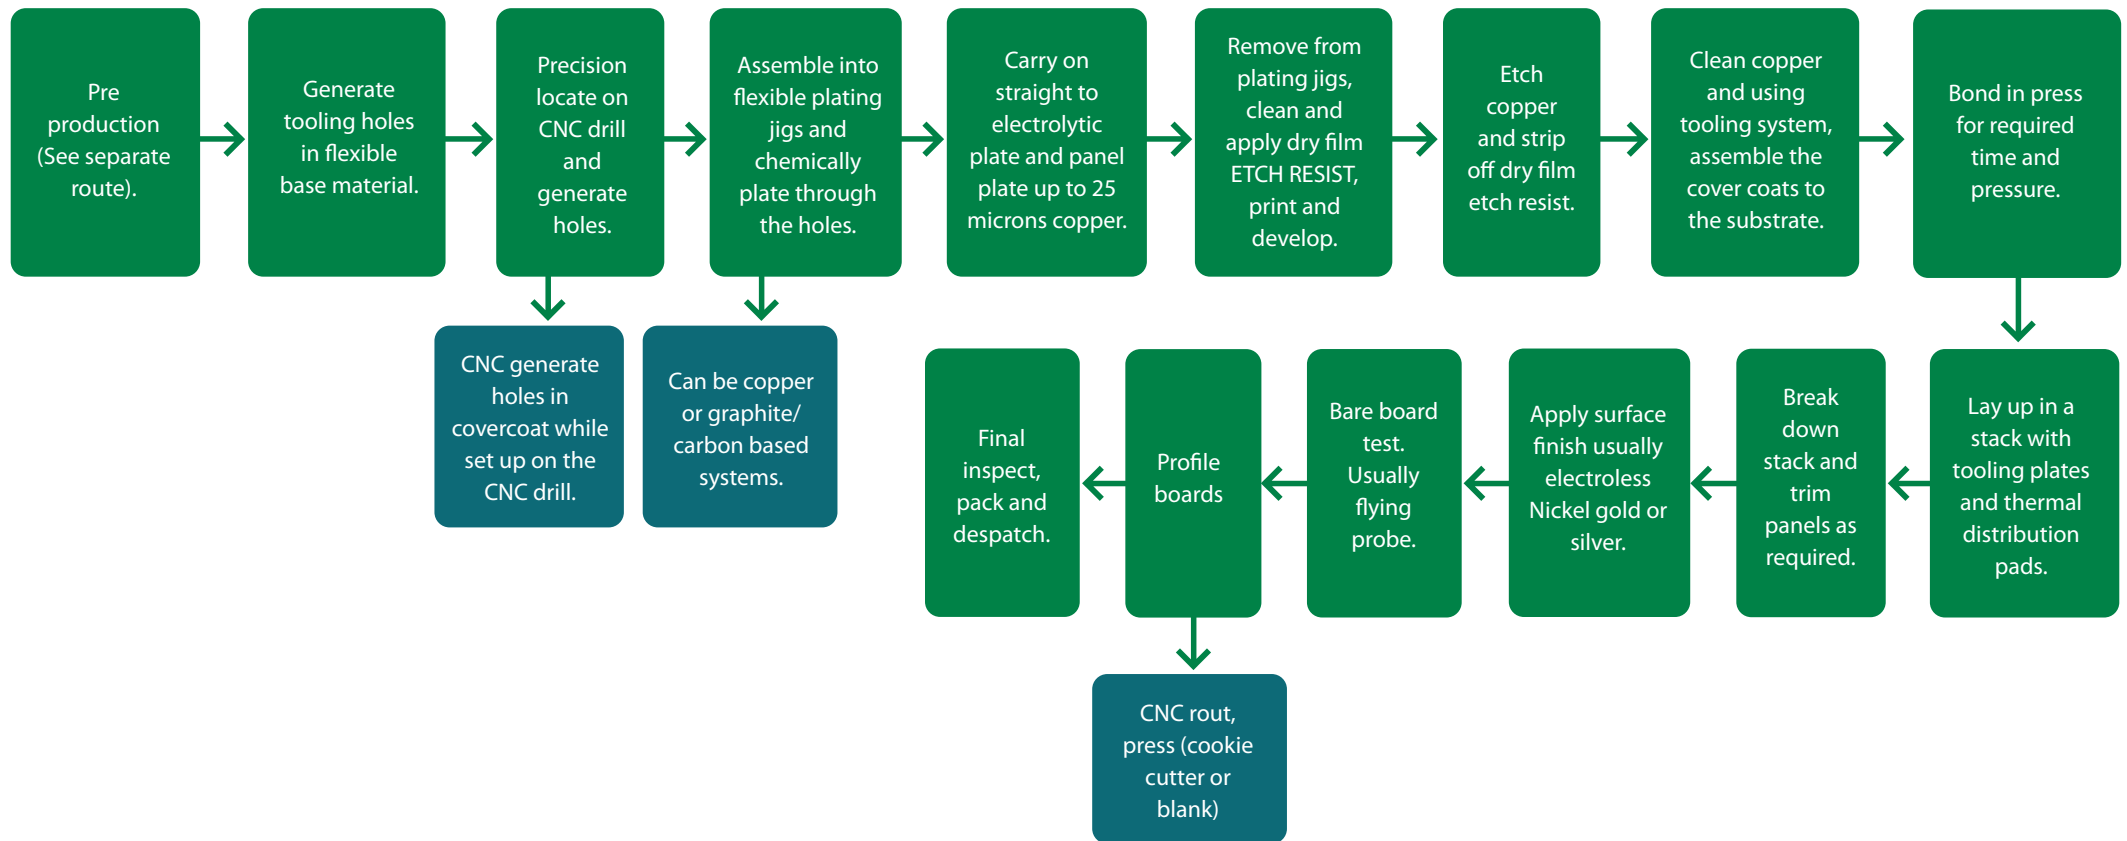 Pre
production
(See separate
route).
Generate
tooling holes
in flexible
base material.
Precision
locate on
CNC drill
and
generate
holes.
Assemble into
flexible plating
jigs and
chemically
plate through
the holes.
Carry on
straight to
electrolytic
plate and panel
plate up to 25
microns copper.
Remove from
plating jigs,
clean and
apply dry film
ETCH RESIST,
print and
develop.
Etch
copper
and strip
off dry film
etch resist.
Clean copper
and using
tooling system,
assemble the
cover coats to
the substrate.
Bond in press
for required
time and
pressure.
CNC generate
holes in
covercoat while
set up on the
CNC drill.
Can be copper
or graphite/
carbon based
systems.
Lay up in a
stack with
tooling plates
and thermal
distribution
pads.
Break
down
stack and
trim
panels as
required.
Apply surface
finish usually
electroless
Nickel gold or
silver.
Bare board
test.
Usually
flying
probe.
Profile
boards
Final
inspect,
pack and
despatch.
CNC rout,
press (cookie
cutter or
blank)